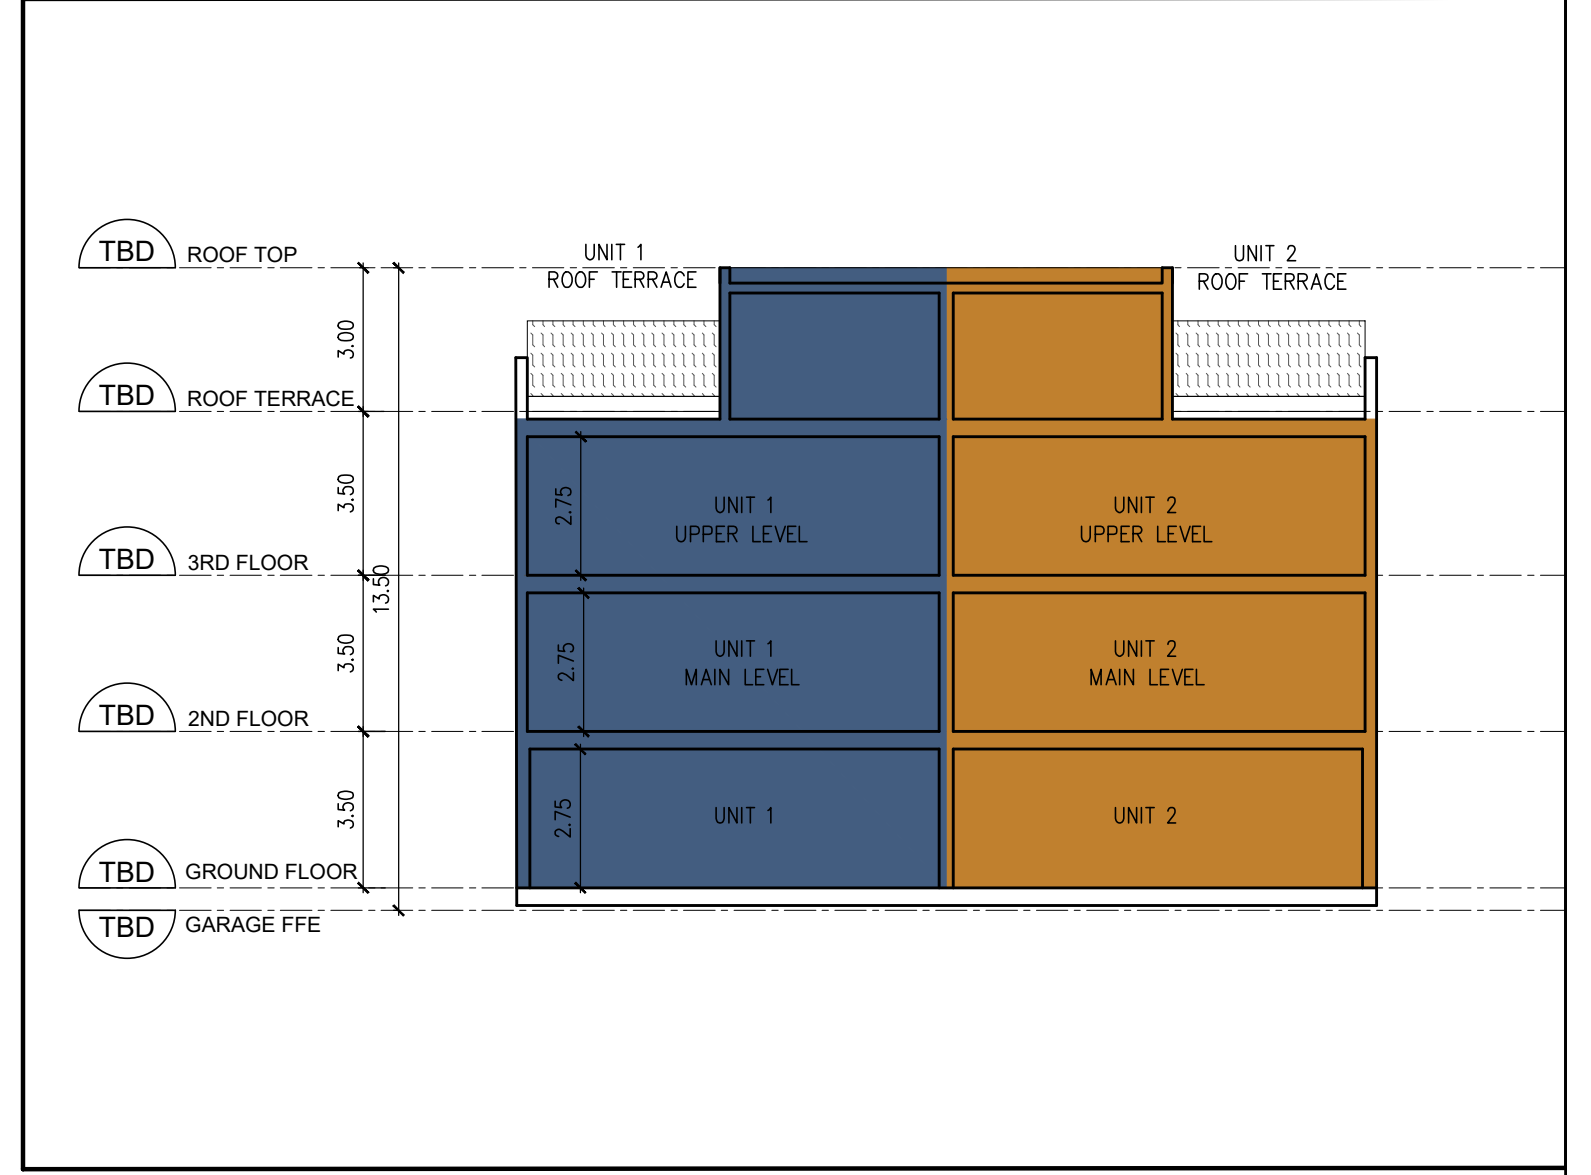 TBD ROOF TOP
UNIT 1
ROOF TERRACE
UNIT 2
ROOF TERRACE
3.00
TBD ROOF TERRACE
3.50
2.75
UNIT 1
UPPER LEVEL
UNIT 2
UPPER LEVEL
TBD 3RD FLOOR
13.50
3.50
2.75
UNIT 1
MAIN LEVEL
UNIT 2
MAIN LEVEL
TBD 2ND FLOOR
3.50
2.75
UNIT 1
UNIT 2
TBD GROUND FLOOR
TBD GARAGE FFE